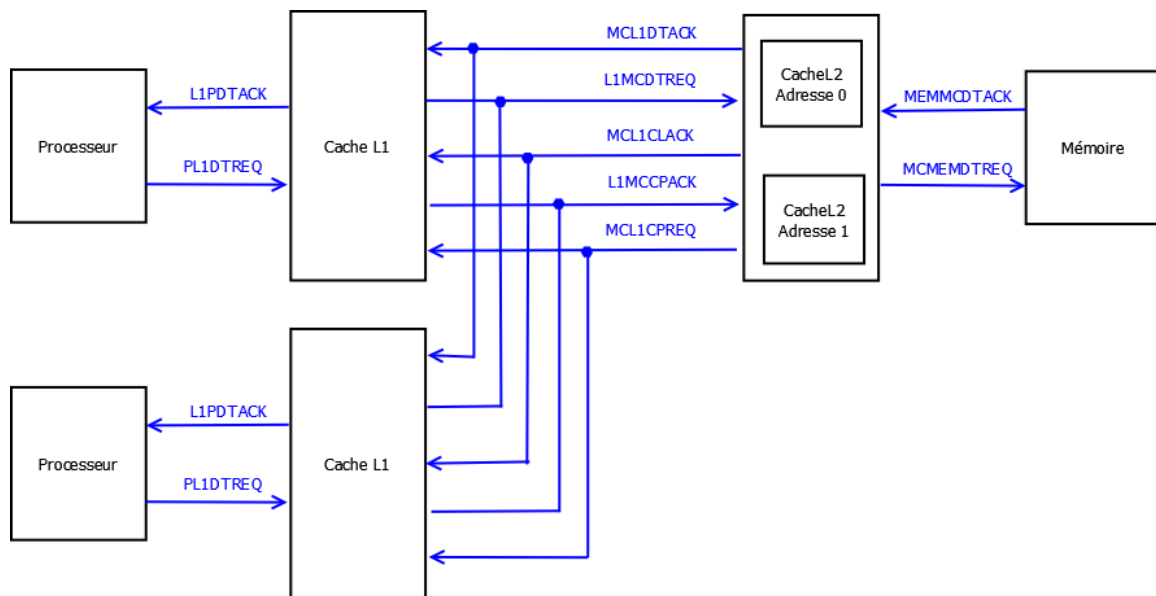 MCL1DTACK
CacheL2
Adresse 0
L1MCDTREQ
L1PDTACK
MEMMCDTACK
Processeur
Cache L1
MCL1CLACK
Mémoire
PL1DTREQ
L1MCCPACK
MCMEMDTREQ
CacheL2
Adresse 1
MCL1CPREQ
L1PDTACK
Processeur
Cache L1
PL1DTREQ